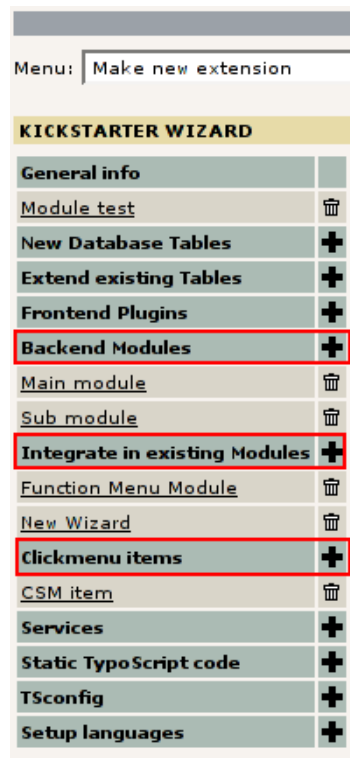 Menu: Make new extension
KICKSTARTER WIZARD
General info
Module test
New Database Tables
Extend existing Tables
Frontend Plugins
Backend Modules
Main module
Sub module
Integrate in existing Modules
Function Menu Module
New Wizard
Clickmenu items
CSM item
Services
Static TypoScript code
TSconfig
Setup languages